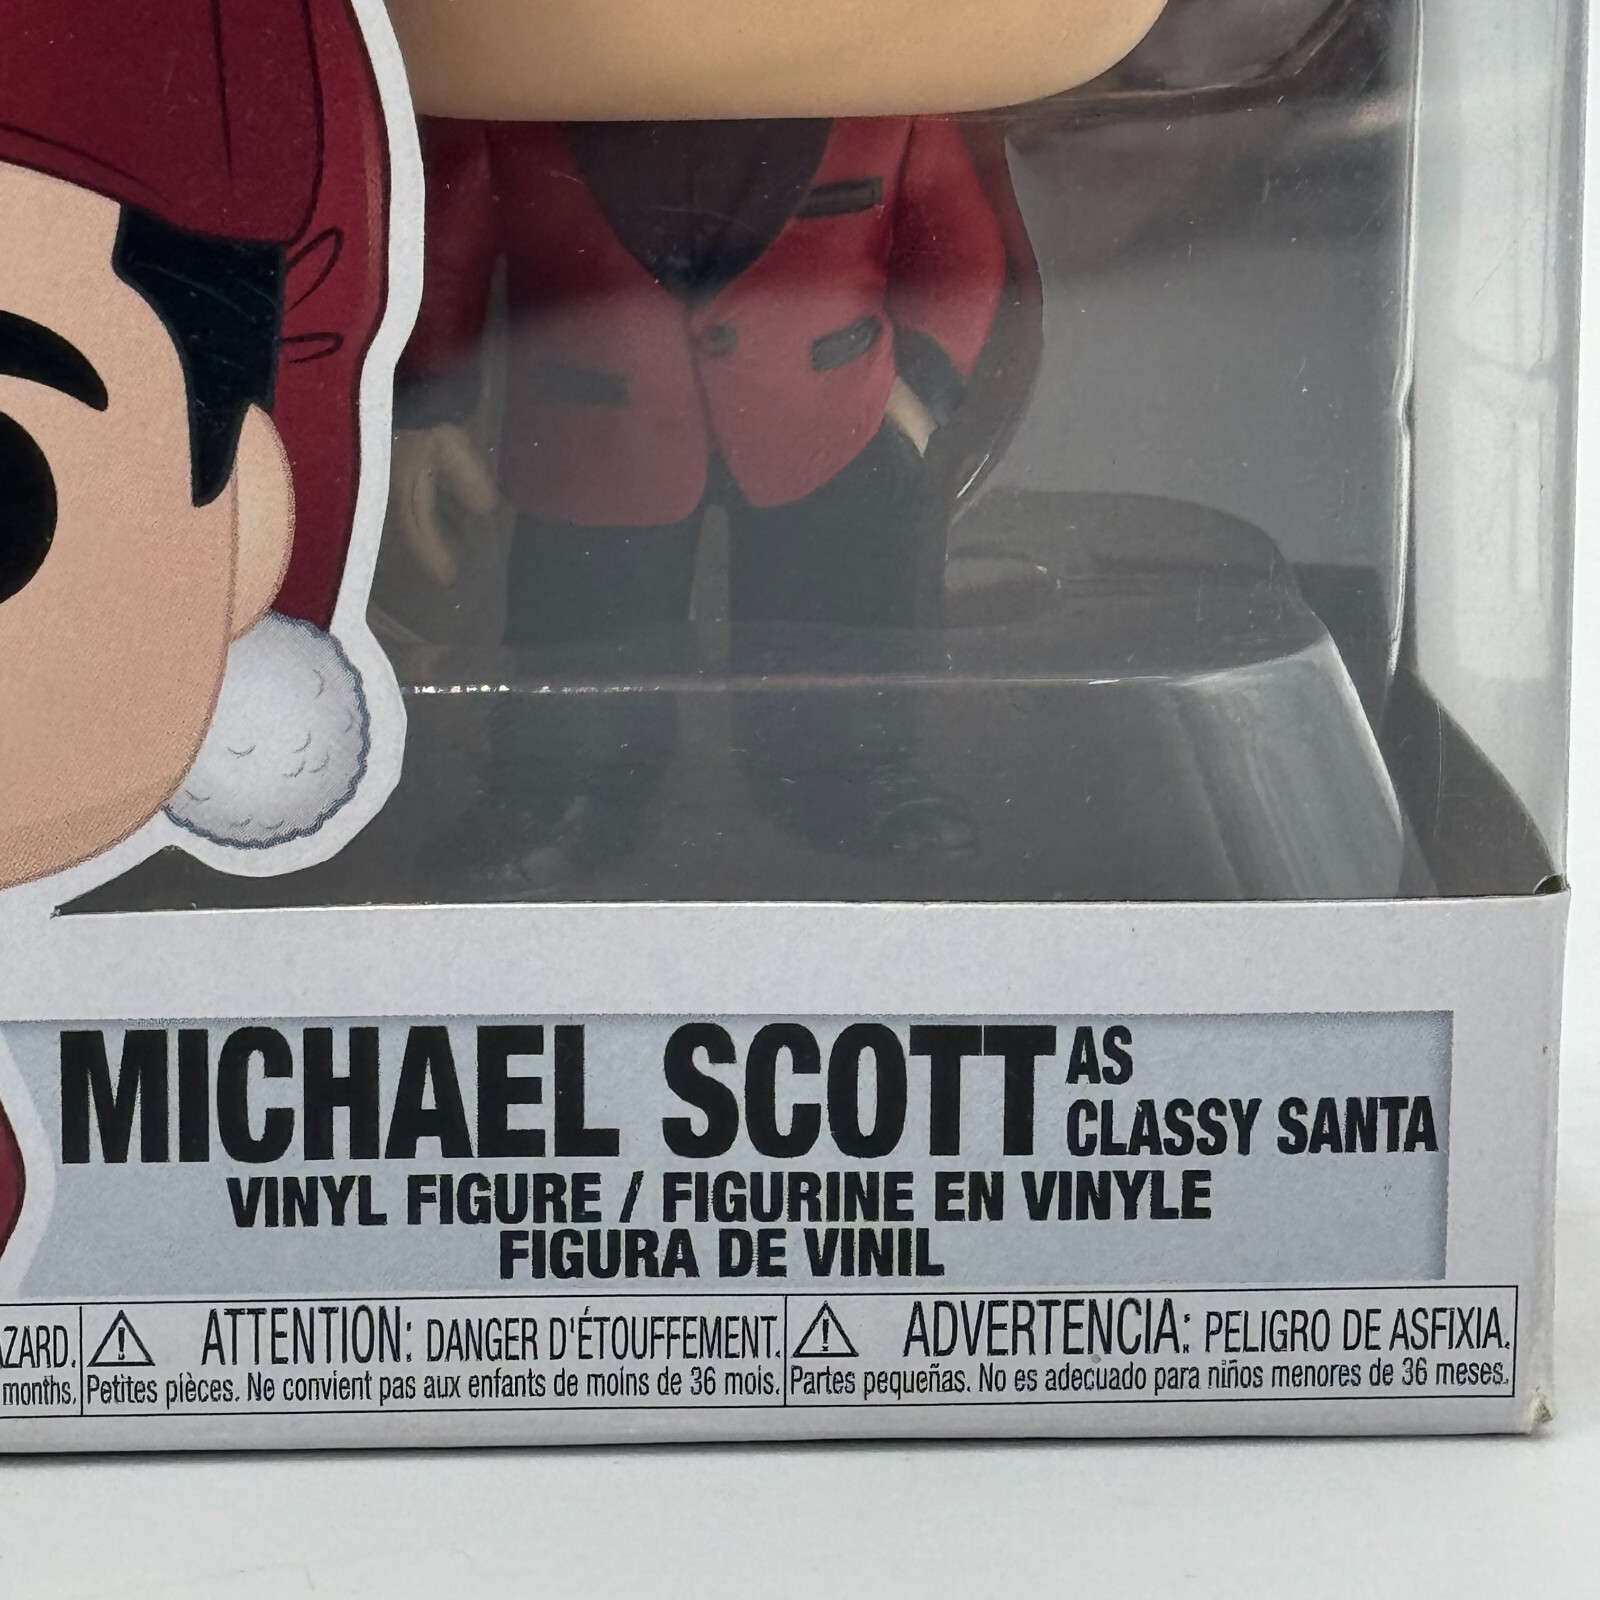 MICHAEL SCOTT AS
CLASSY SANTA
VINYL FIGURE / FIGURINE EN VINYLE
FIGURA DE VINIL
AZARD.
months.
ATTENTION: DANGER D'ÉTOUFFEMENT.
Petites pièces. Ne convient pas aux enfants de moins de 36 mois.
ADVERTENCIA: PELIGRO DE ASFIXIA.
Partes pequeñas. No es adecuado para niños menores de 36 meses.